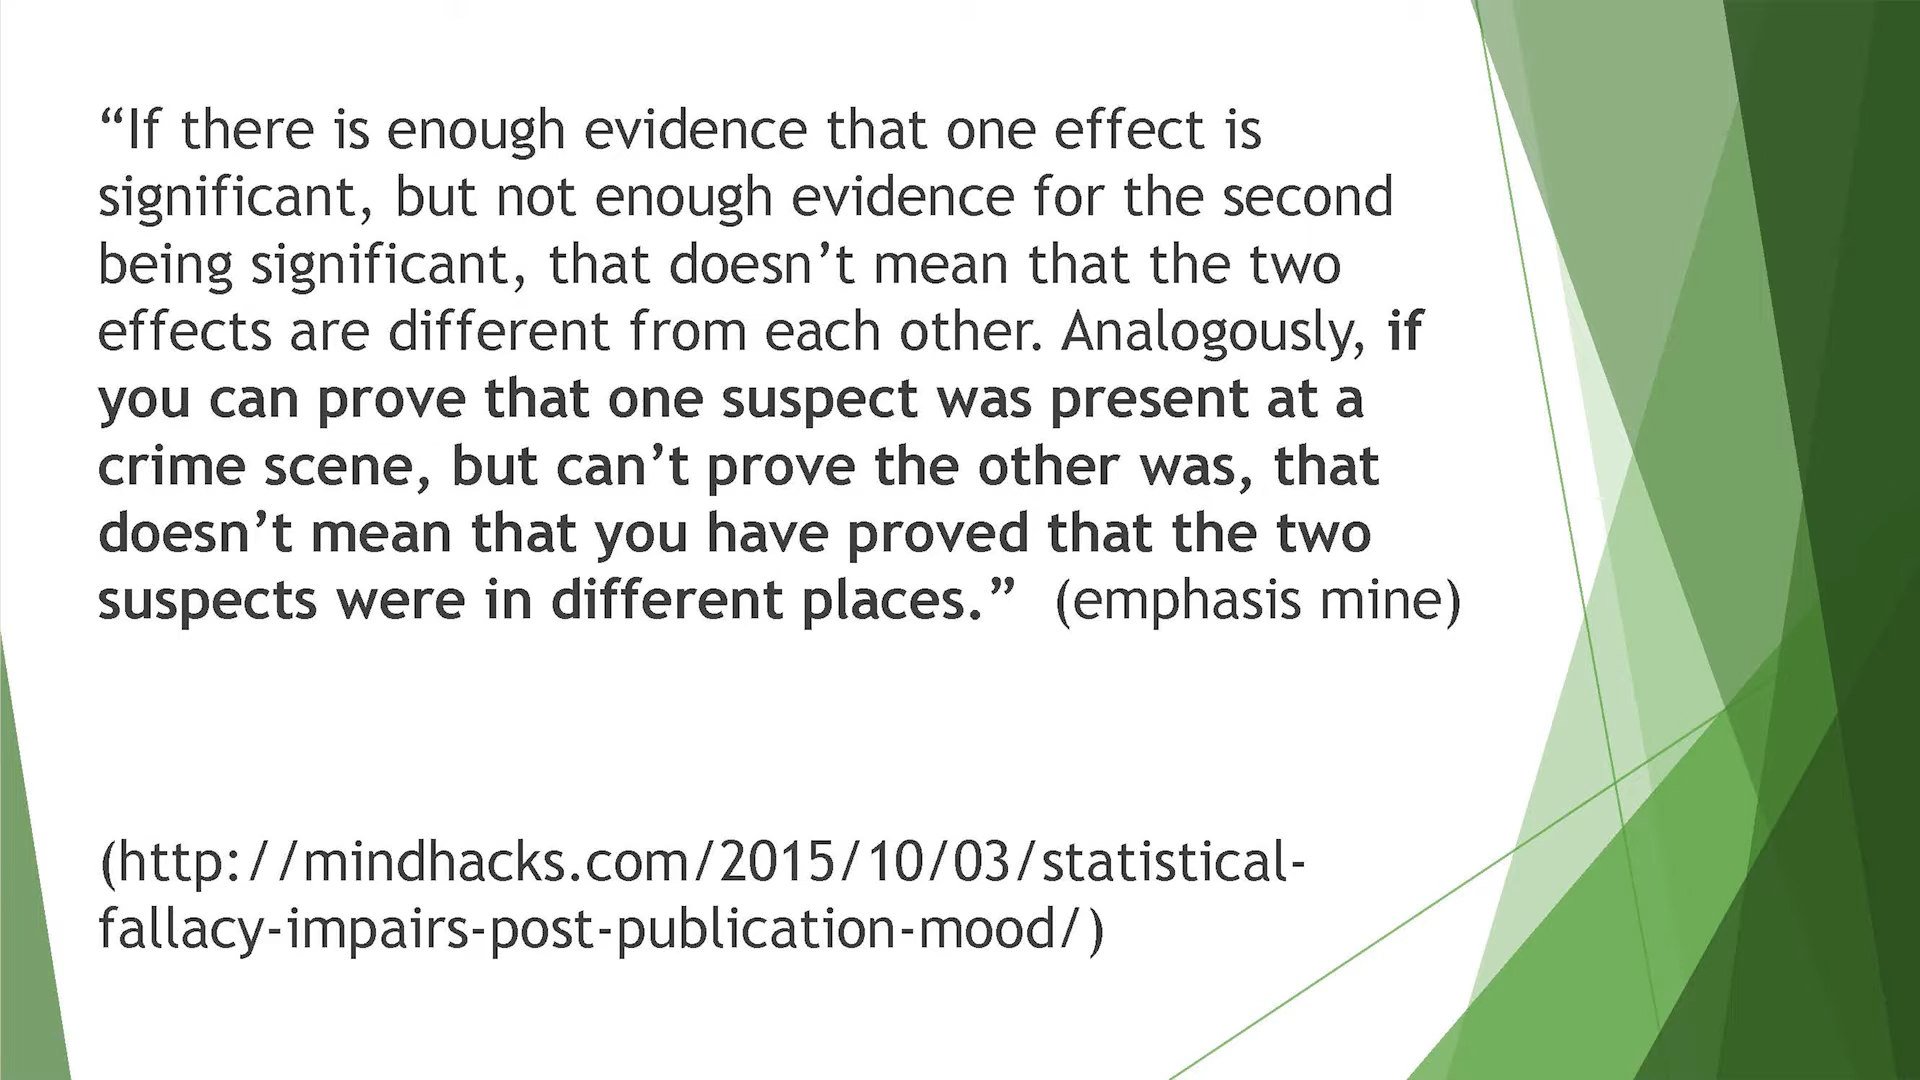 “If there is enough evidence that one effect is
significant, but not enough evidence for the second
being significant, that doesn’t mean that the two
effects are different from each other. Analogously, if
you can prove that one suspect was present at a
crime scene, but can’t prove the other was, that
doesn’t mean that you have proved that the two
suspects were in different places.”  (emphasis mine)
(http://mindhacks.com/2015/10/03/statistical-
fallacy-impairs-post-publication-mood/)